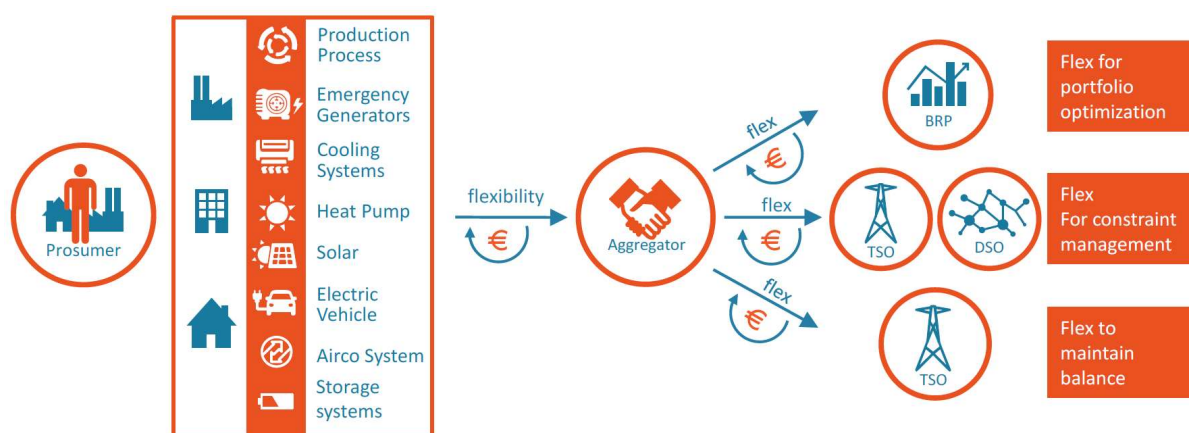 Prosumer
Production
Process
Emergency
Generators
Cooling
Systems
Heat Pump
Solar
Electric
Vehicle
Airco System
Storage
systems
flexibility
€
Aggregator
flex
€
flex
€
flex
€
BRP
TSO
DSO
TSO
Flex for
portfolio
optimization
Flex
For constraint
management
Flex to
maintain
balance